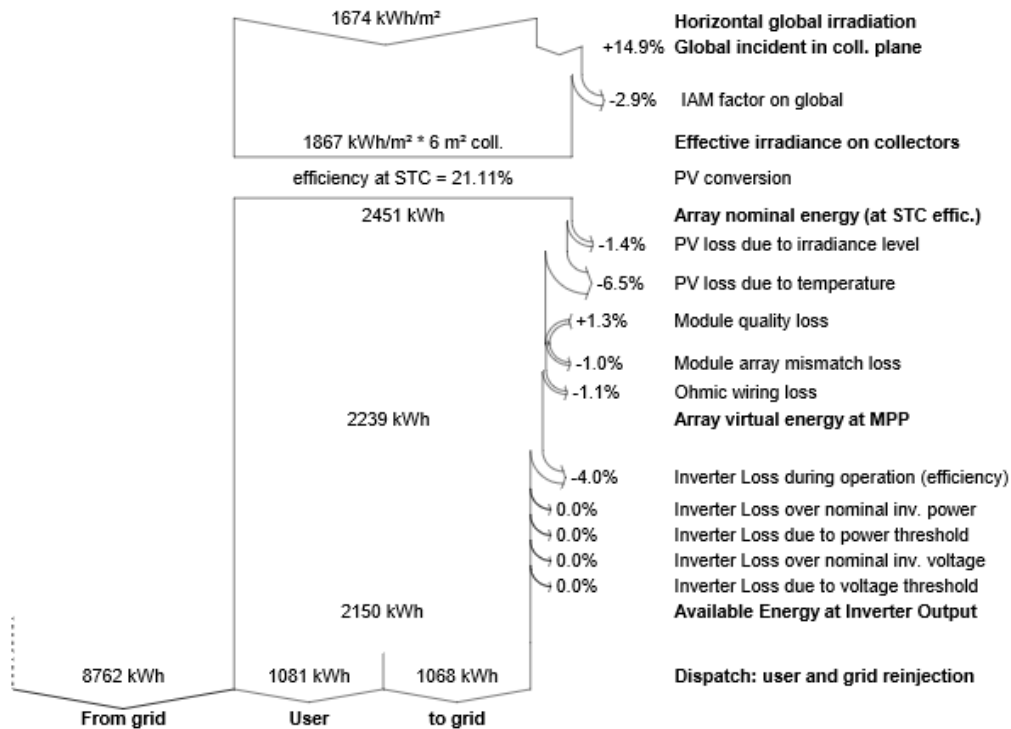 1674 kWh/m² Horizontal global irradiation
+14.9% Global incident in coll. plane
-2.9% IAM factor on global
1867 kWh/m² * 6 m² coll. Effective irradiance on collectors
efficiency at STC = 21.11% PV conversion
2451 kWh Array nominal energy (at STC effic.)
-1.4% PV loss due to irradiance level
-6.5% PV loss due to temperature
+1.3% Module quality loss
-1.0% Module array mismatch loss
-1.1% Ohmic wiring loss
2239 kWh Array virtual energy at MPP
-4.0% Inverter Loss during operation (efficiency)
0.0% Inverter Loss over nominal inv. power
0.0% Inverter Loss due to power threshold
0.0% Inverter Loss over nominal inv. voltage
0.0% Inverter Loss due to voltage threshold
2150 kWh Available Energy at Inverter Output
8762 kWh 1081 kWh 1068 kWh Dispatch: user and grid reinjection
From grid User to grid